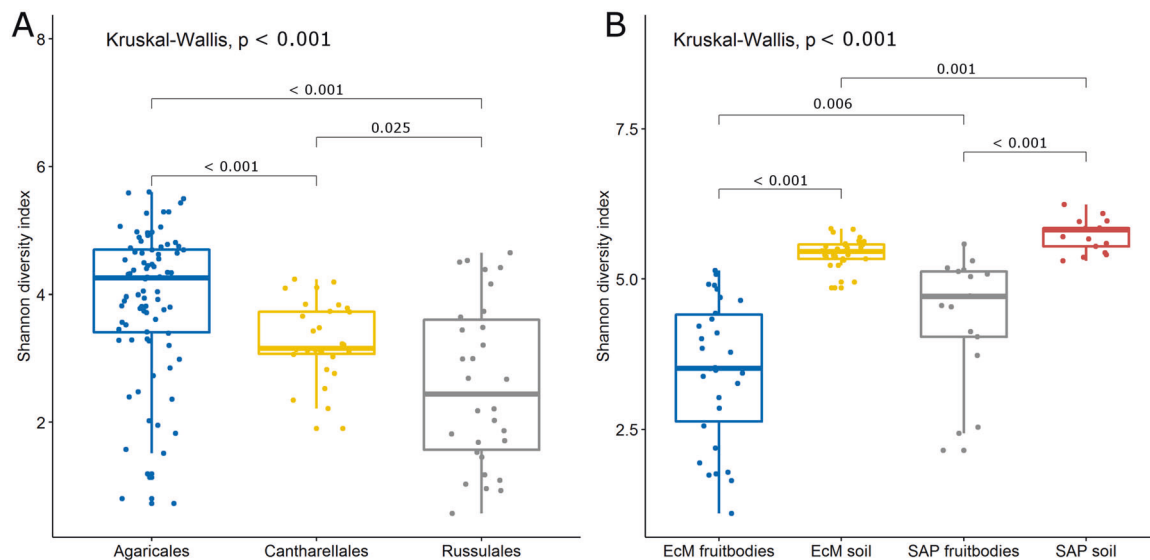 A
Kruskal-Wallis, p < 0.001
< 0.001
0.025
< 0.001
Shannon diversity index
8
6
4
2
Agaricales
Cantharellales
Russulales
B
Kruskal-Wallis, p < 0.001
0.001
0.006
< 0.001
< 0.001
Shannon diversity index
7.5
5.0
2.5
EcM fruitbodies
EcM soil
SAP fruitbodies
SAP soil